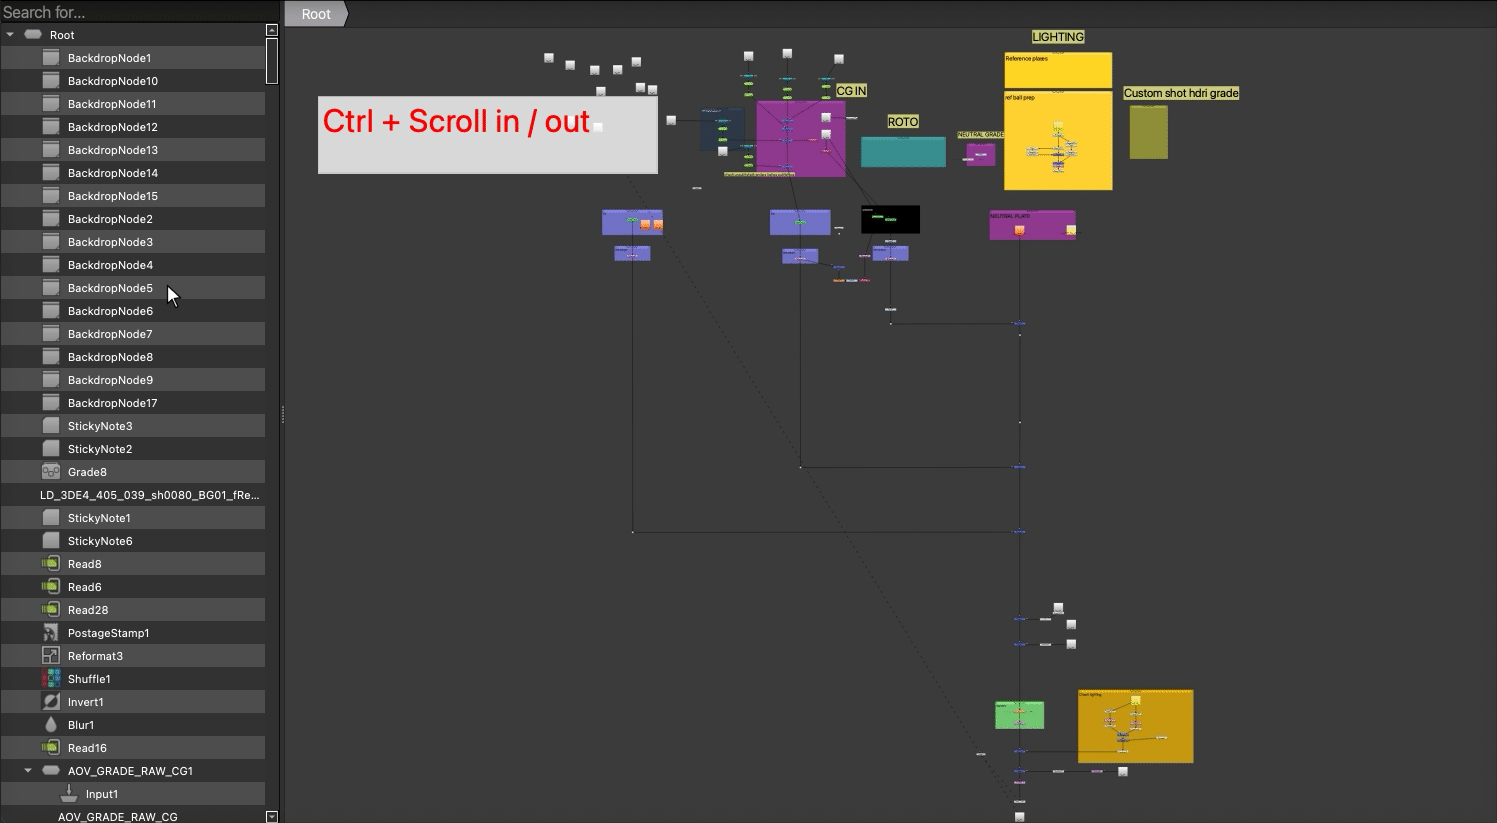 Search for...
Root
Root
BackdropNode1
BackdropNode10
BackdropNode11
BackdropNode12
BackdropNode13
BackdropNode14
BackdropNode15
BackdropNode2
BackdropNode3
BackdropNode4
BackdropNode5
BackdropNode6
BackdropNode7
BackdropNode8
BackdropNode9
BackdropNode17
StickyNote3
StickyNote2
Grade8
LD_3DE4_405_039_sh0080_BG01_fRe...
StickyNote1
StickyNote6
Read8
Read6
Read28
PostageStamp1
Reformat3
Shuffle1
Invert1
Blur1
Read16
AOV_GRADE_RAW_CG1
Input1
AOV_GRADE_RAW_CG
Ctrl + Scroll in / out
CG IN
ROTO
NEUTRAL GRADE
LIGHTING
Reference plates
ref ball prep
Custom shot hdri grade
NEUTRAL PLATE